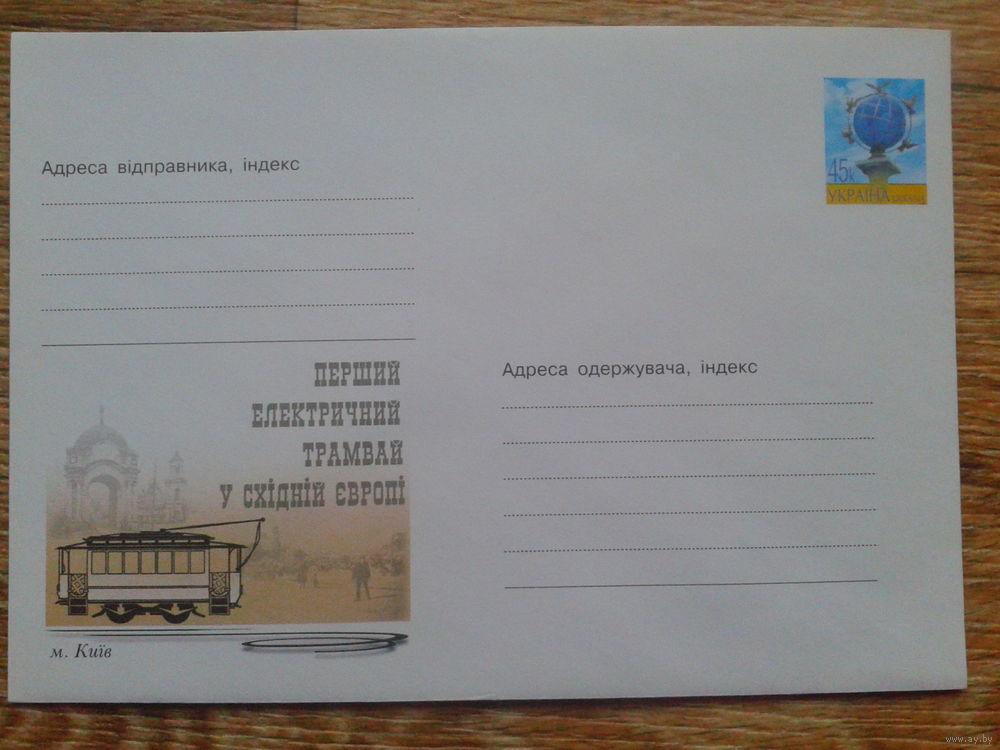 Адреса відправника, індекс
45к
УКРАЇНА
ПЕРШИЙ
ЕЛЕКТРИЧНИЙ
ТРАМВАЙ
У СХІДНІЙ ЄВРОПІ
м. Київ
Адреса одержувача, індекс
www.ay.by